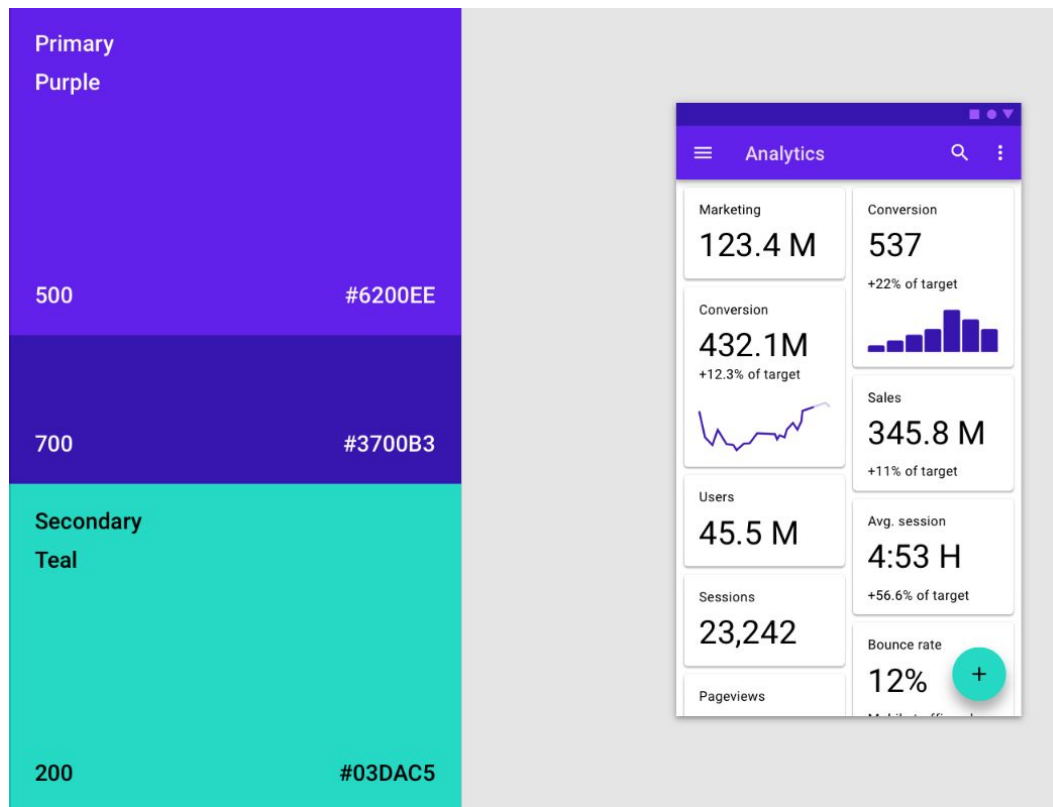 Primary
Purple
500 #6200EE
700 #3700B3
Secondary
Teal
200 #03DAC5
Analytics
Marketing
123.4 M
Conversion
432.1M
+12.3% of target
Users
45.5 M
Sessions
23,242
Pageviews
Conversion
537
+22% of target
Sales
345.8 M
+11% of target
Avg. session
4:53 H
+56.6% of target
Bounce rate
12%
+